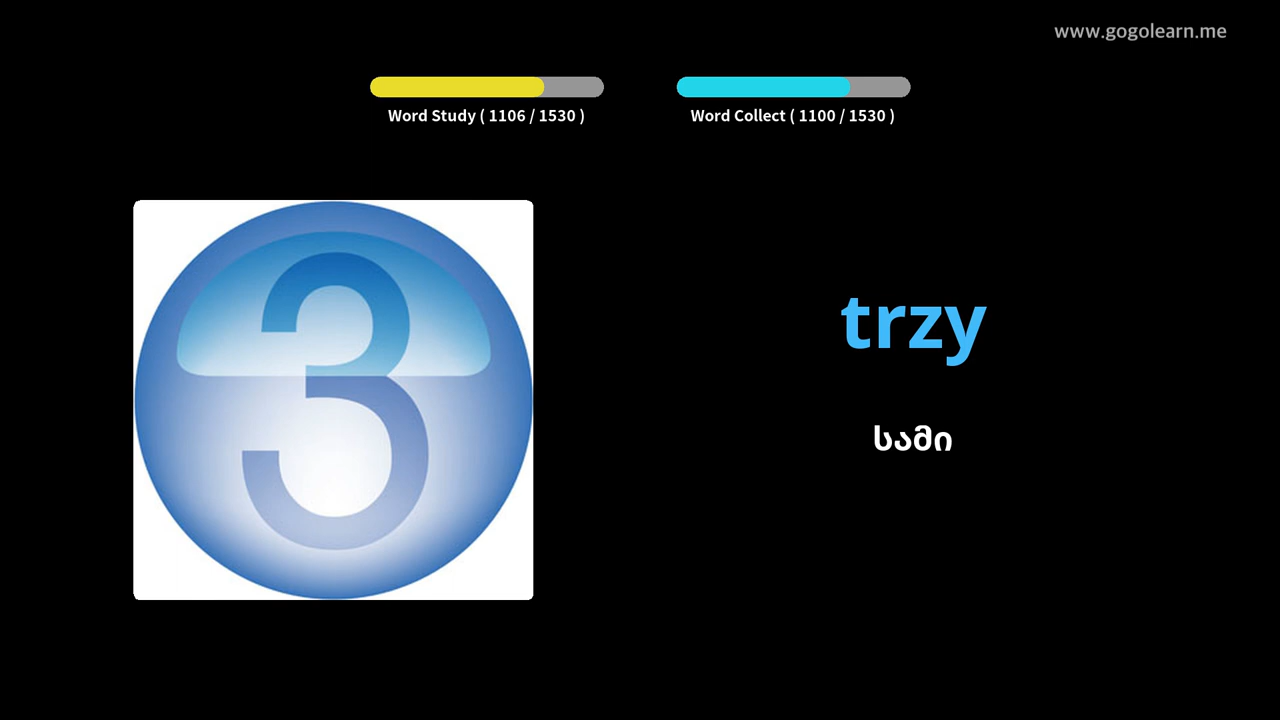 www.gogolearn.me
Word Study ( 1106 / 1530 )
Word Collect ( 1100 / 1530 )
3
trzy
სამი